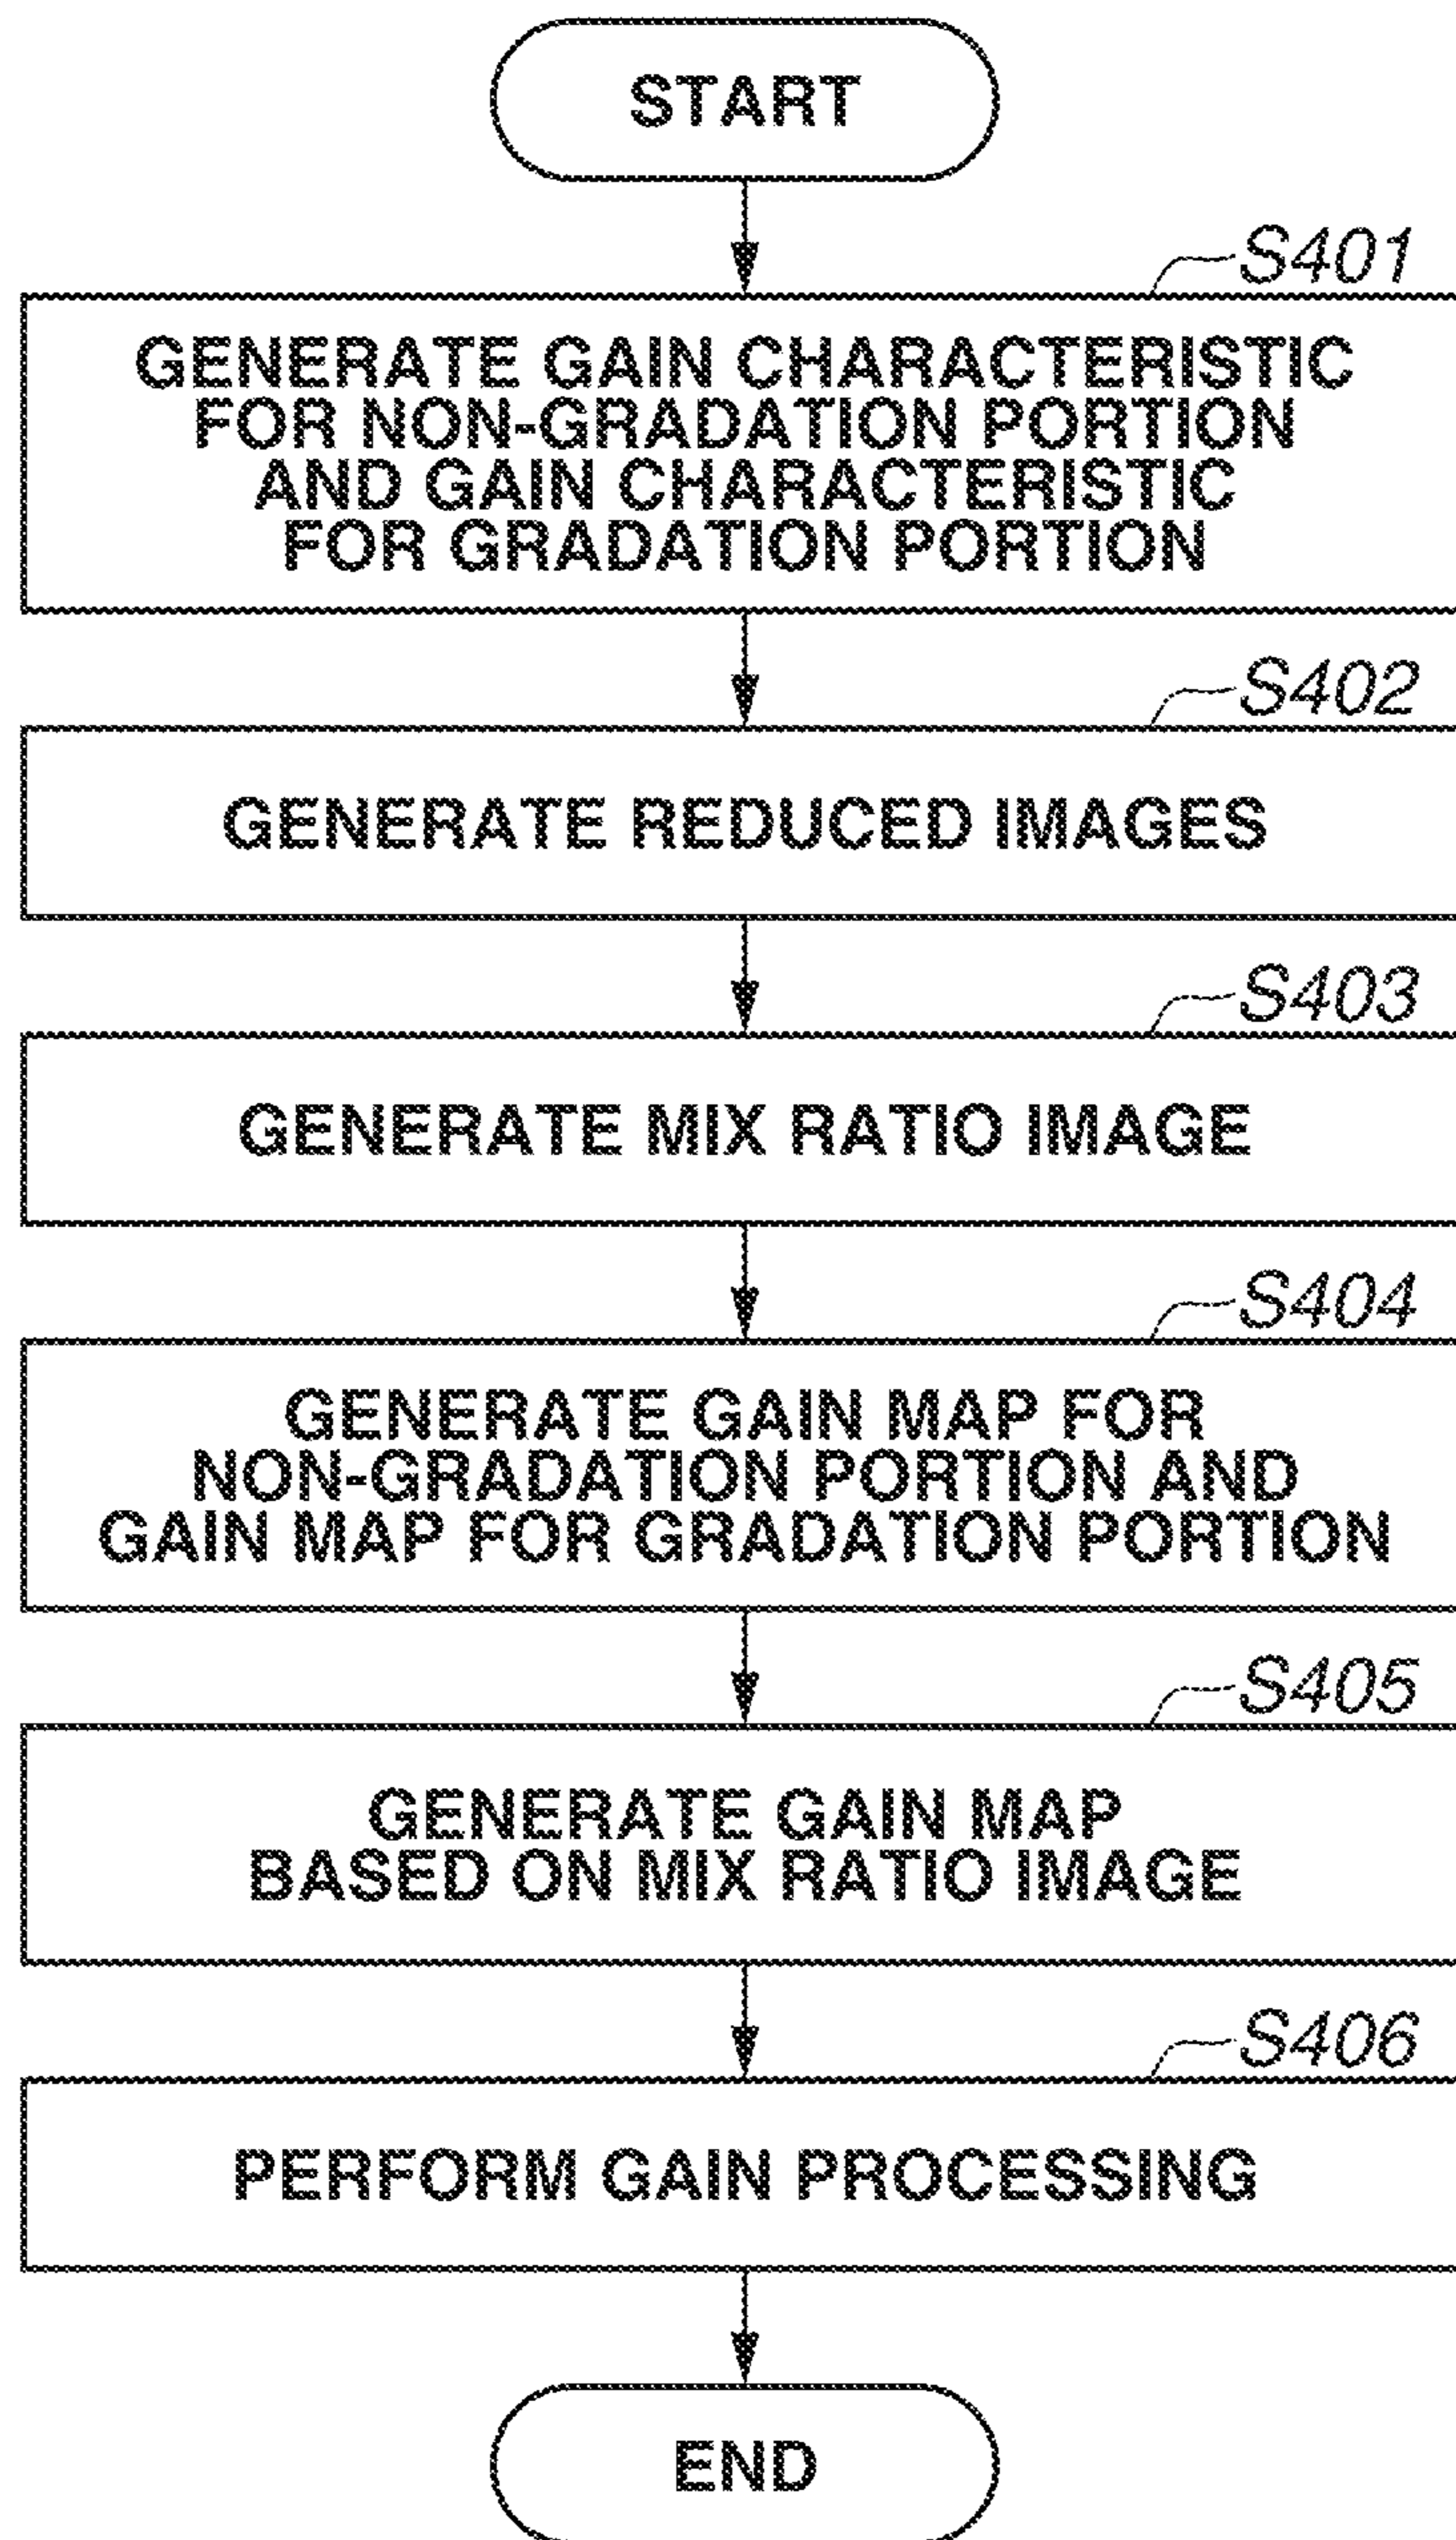 START
S401
GENERATE GAIN CHARACTERISTIC
FOR NON-GRADATION PORTION
AND GAIN CHARACTERISTIC
FOR GRADATION PORTION
S402
GENERATE REDUCED IMAGES
S403
GENERATE MIX RATIO IMAGE
S404
GENERATE GAIN MAP FOR
NON-GRADATION PORTION AND
GAIN MAP FOR GRADATION PORTION
S405
GENERATE GAIN MAP
BASED ON MIX RATIO IMAGE
S406
PERFORM GAIN PROCESSING
END